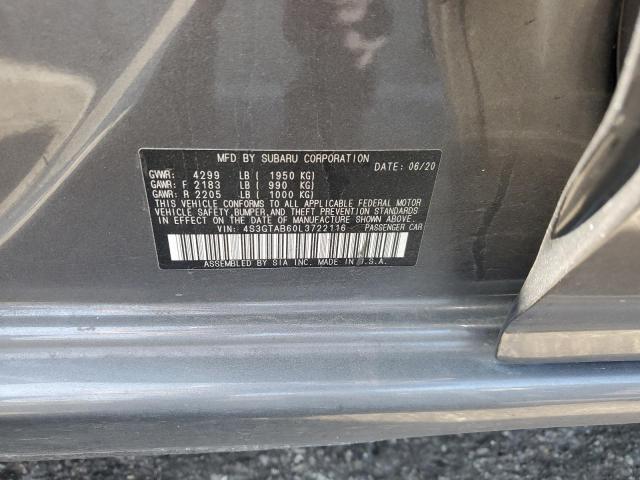 MFD BY SUBARU CORPORATION
DATE: 06/20
GVWR: 4299 LB ( 1950 KG)
GAWR: F 2183 LB ( 990 KG)
GAWR: R 2205 LB ( 1000 KG)
THIS VEHICLE CONFORMS TO ALL APPLICABLE FEDERAL MOTOR
VEHICLE SAFETY, BUMPER, AND THEFT PREVENTION STANDARDS
IN EFFECT ON THE DATE OF MANUFACTURE SHOWN ABOVE.
VIN: 4S3GTAB60L3722116 PASSENGER CAR
ASSEMBLED BY SIA INC. MADE IN U.S.A.